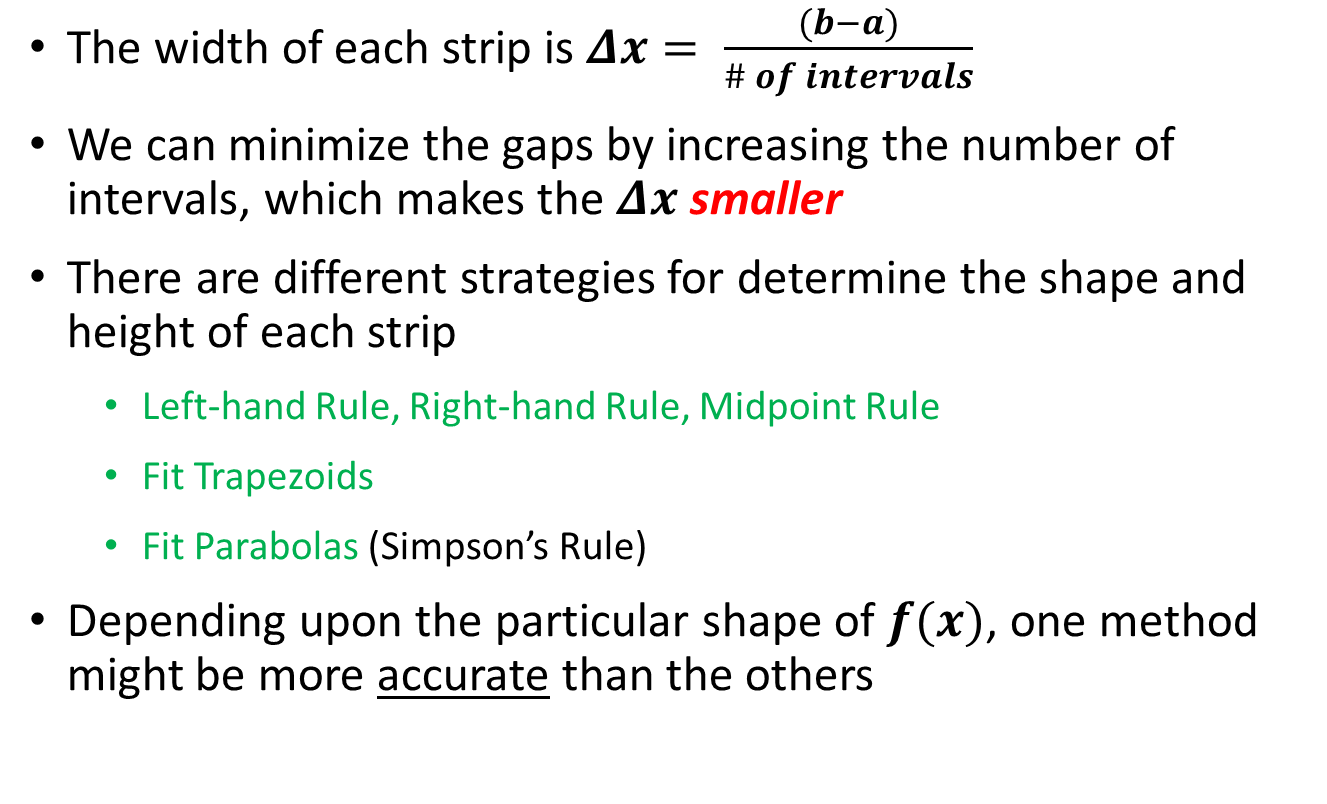 • The width of each strip is Δx = (b−a) / # of intervals
• We can minimize the gaps by increasing the number of
intervals, which makes the Δx smaller
• There are different strategies for determine the shape and
height of each strip
• Left-hand Rule, Right-hand Rule, Midpoint Rule
• Fit Trapezoids
• Fit Parabolas (Simpson’s Rule)
• Depending upon the particular shape of f(x), one method
might be more accurate than the others